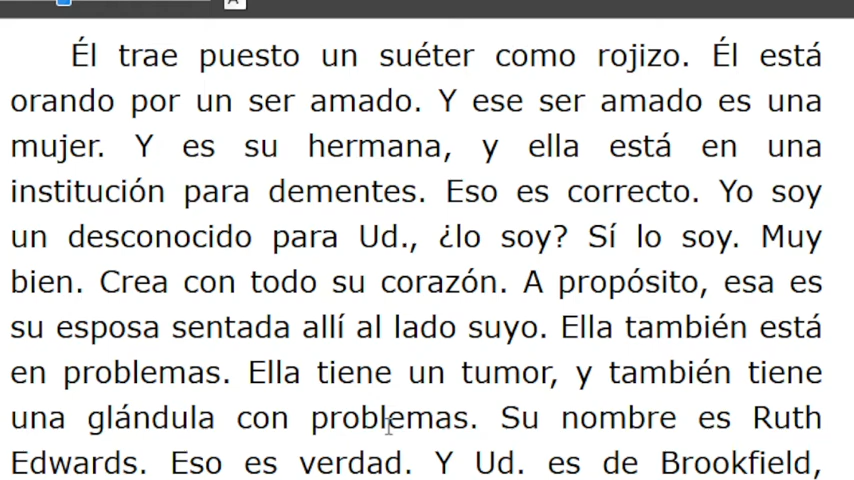 Él trae puesto un suéter como rojizo. Él está
orando por un ser amado. Y ese ser amado es una
mujer. Y es su hermana, y ella está en una
institución para dementes. Eso es correcto. Yo soy
un desconocido para Ud., ¿lo soy? Sí lo soy. Muy
bien. Crea con todo su corazón. A propósito, esa es
su esposa sentada allí al lado suyo. Ella también está
en problemas. Ella tiene un tumor, y también tiene
una glándula con problemas. Su nombre es Ruth
Edwards. Eso es verdad. Y Ud. es de Brookfield,